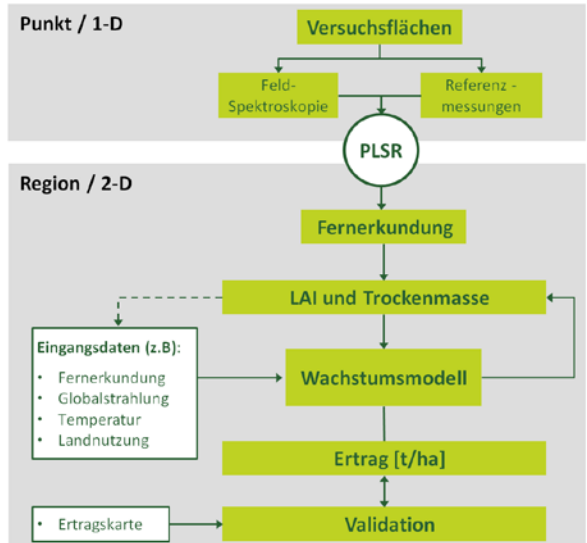 Punkt / 1-D
Versuchsflächen
Feld-
Spektroskopie
Referenz -
messungen
PLSR
Region / 2-D
Fernerkundung
LAI und Trockenmasse
Eingangsdaten (z.B):
• Fernerkundung
• Globalstrahlung
• Temperatur
• Landnutzung
Wachstumsmodell
Ertrag [t/ha]
• Ertragskarte
Validation